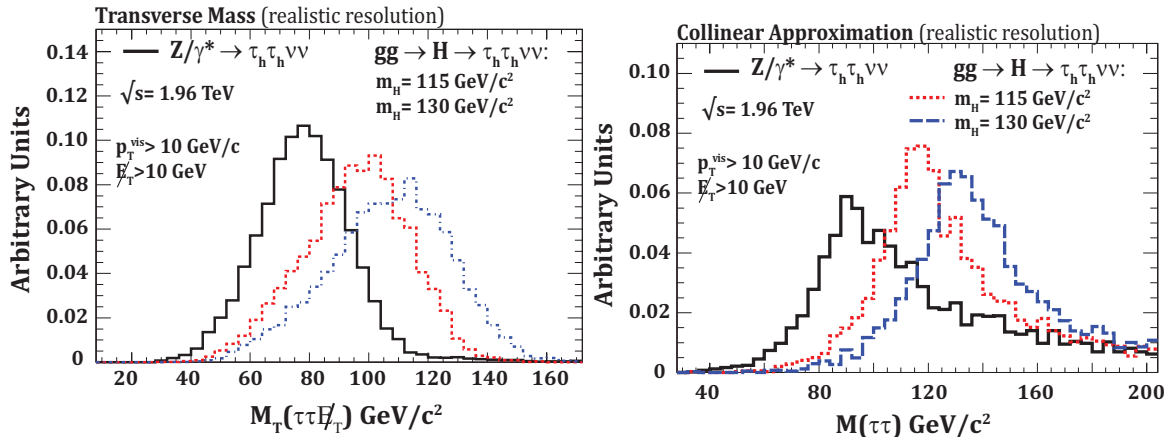 Transverse Mass (realistic resolution)
0.14
0.12
0.10
0.08
0.06
0.04
0.02
0
Arbitrary Units
Z/γ* → τhτhνν
√s= 1.96 TeV
pT^vis> 10 GeV/c
E̸T>10 GeV
gg → H → τhτhνν:
mH= 115 GeV/c²
mH= 130 GeV/c²
20 40 60 80 100 120 140 160
MT(ττE̸T) GeV/c²
Collinear Approximation (realistic resolution)
0.10
0.08
0.06
0.04
0.02
0
Arbitrary Units
Z/γ* → τhτhνν
√s= 1.96 TeV
pT^vis> 10 GeV/c
E̸T>10 GeV
gg → H → τhτhνν:
mH= 115 GeV/c²
mH= 130 GeV/c²
40 80 120 160 200
M(ττ) GeV/c²